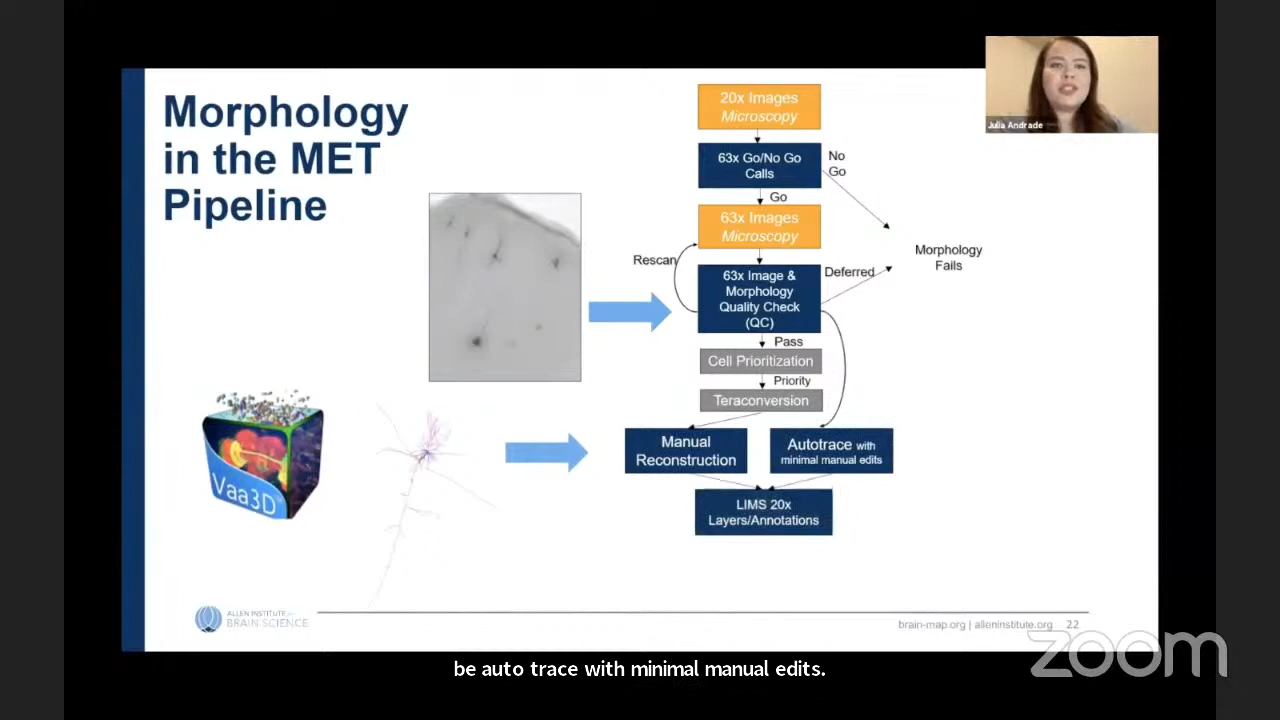 Morphology
in the MET
Pipeline
20x Images
Microscopy
63x Go/No Go
Calls
No
Go
Go
63x Images
Microscopy
Rescan
63x Image &
Morphology
Quality Check
(QC)
Deferred
Morphology
Fails
Pass
Cell Prioritization
Priority
Teraconversion
Manual
Reconstruction
Autotrace with
minimal manual edits
LIMS 20x
Layers/Annotations
Vaa3D
ALLEN INSTITUTE for
BRAIN SCIENCE
brain-map.org | alleninstitute.org 22
Julia Andrade
zoom
be auto trace with minimal manual edits.